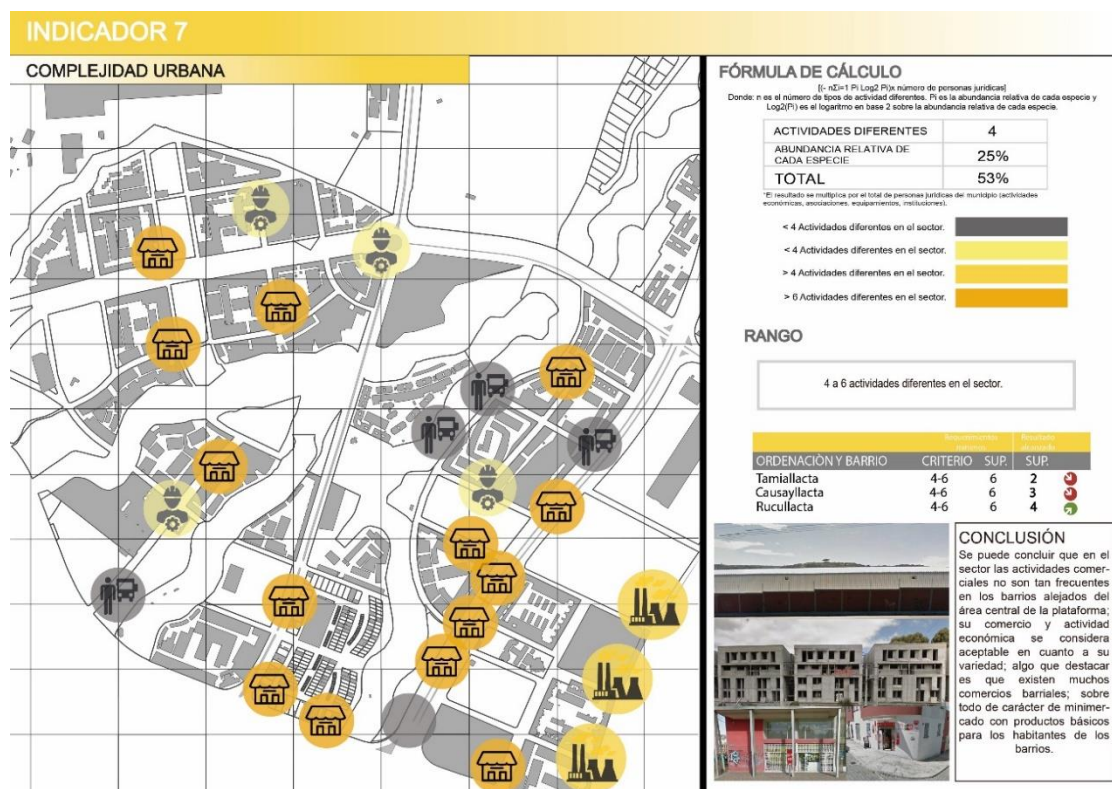 INDICADOR 7
COMPLEJIDAD URBANA
FÓRMULA DE CÁLCULO
[(- nΣi=1 Pi Log2 Pi)x número de personas jurídicas]
Donde: n es el número de tipos de actividad diferentes. Pi es la abundancia relativa de cada especie y
Log2(Pi) es el logaritmo en base 2 sobre la abundancia relativa de cada especie.
ACTIVIDADES DIFERENTES 4
ABUNDANCIA RELATIVA DE
CADA ESPECIE 25%
TOTAL 53%
*El resultado se multiplica por el total de personas jurídicas del municipio (actividades
económicas, asociaciones, equipamientos, instituciones).
< 4 Actividades diferentes en el sector.
< 4 Actividades diferentes en el sector.
> 4 Actividades diferentes en el sector.
> 6 Actividades diferentes en el sector.
RANGO
4 a 6 actividades diferentes en el sector.
Requerimientos Resultado
ORDENACIÒN Y BARRIO CRITERIO SUP. SUP.
Tamiallacta 4-6 6 2
Causayllacta 4-6 6 3
Rucullacta 4-6 6 4
CONCLUSIÓN
Se puede concluir que en el
sector las actividades comer-
ciales no son tan frecuentes
en los barrios alejados del
área central de la plataforma;
su comercio y actividad
económica se considera
aceptable en cuanto a su
variedad; algo que destacar
es que existen muchos
comercios barriales; sobre
todo de carácter de minimer-
cado con productos básicos
para los habitantes de los
barrios.